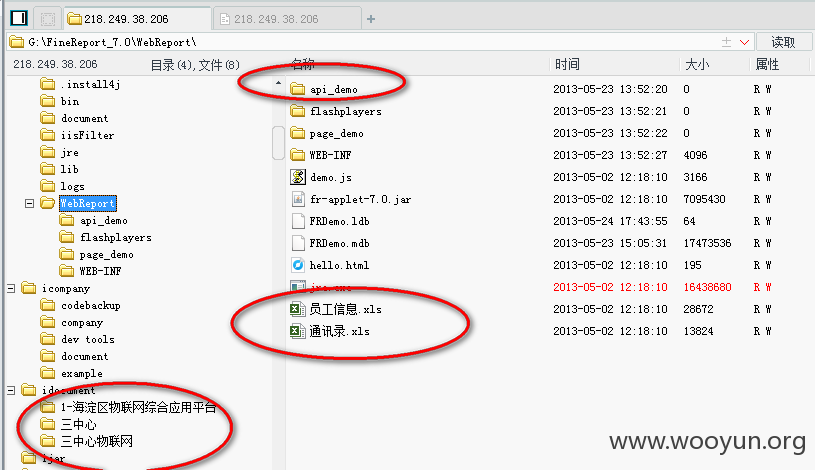 218.249.38.206
218.249.38.206
G:\FineReport_7.0\WebReport\
读取
218.249.38.206 目录(4),文件(8)
名称 时间 大小 属性
.install4j
bin
document
iisFilter
jre
lib
logs
WebReport
api_demo
flashplayers
page_demo
WEB-INF
icompany
codebackup
company
dev tools
document
example
idocument
1-海淀区物联网综合应用平台
三中心
三中心物联网
ijar
api_demo 2013-05-23 13:52:20 0 R W
flashplayers 2013-05-23 13:52:21 0 R W
page_demo 2013-05-23 13:52:22 0 R W
WEB-INF 2013-05-23 13:52:27 4096 R W
demo.js 2013-05-02 12:18:10 3166 R W
fr-applet-7.0.jar 2013-05-02 12:18:10 7095430 R W
FRDemo.ldb 2013-05-24 17:43:55 64 R W
FRDemo.mdb 2013-05-23 15:05:31 17473536 R W
hello.html 2013-05-02 12:18:10 195 R W
jre.exe 2013-05-02 12:18:10 16438680 R W
员工信息.xls 2013-05-02 12:18:10 28672 R W
通讯录.xls 2013-05-02 12:18:10 13824 R W
www.wooyun.org